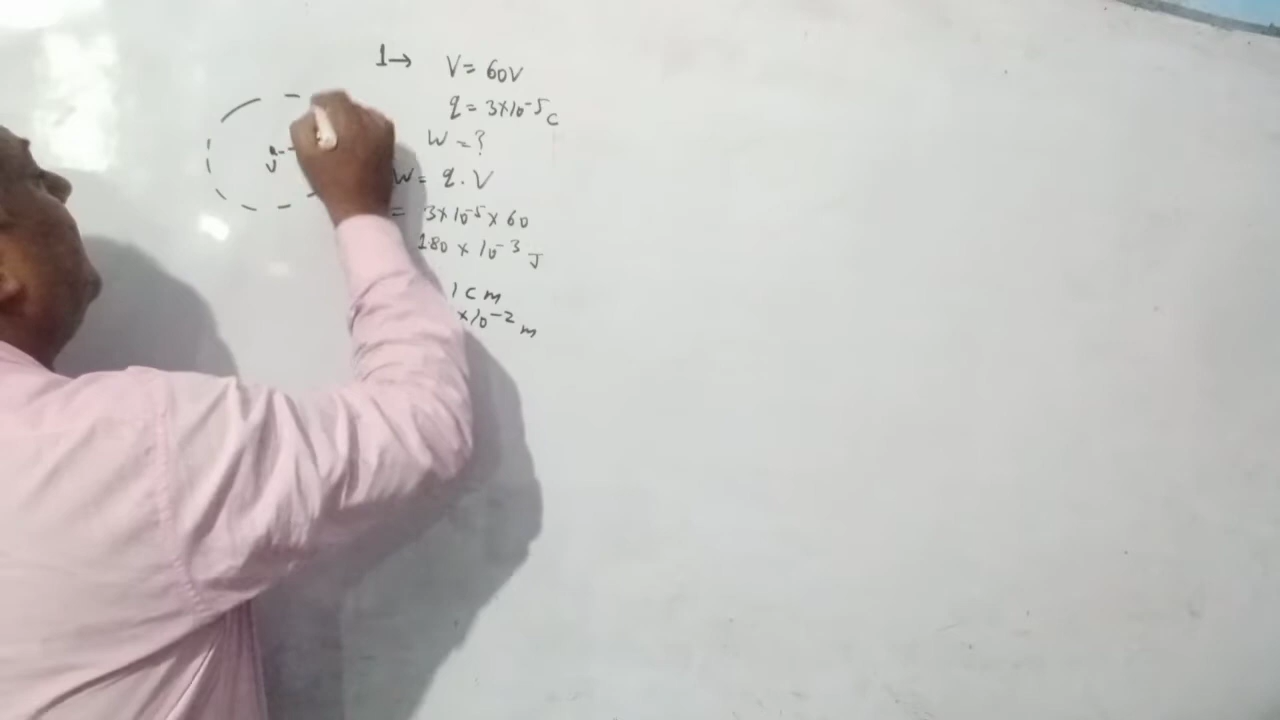 1→ V = 60V
q = 3×10⁻⁵C
W = ?
W = q . V
= 3×10⁻⁵ × 60
180 × 10⁻³ J
1 cm
×10⁻² m